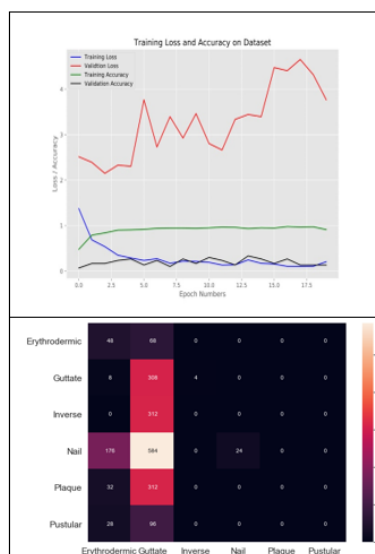 Training Loss and Accuracy on Dataset
Training Loss
Validtion Loss
Training Accuracy
Validation Accuracy
Loss / Accuracy
4
3
2
1
0
0.0 2.5 5.0 7.5 10.0 12.5 15.0 17.5
Epoch Numbers
Erythrodermic 48 68 0 0 0 0
Guttate 8 308 4 0 0 0
Inverse 0 312 0 0 0 0
Nail 176 584 0 24 0 0
Plaque 32 312 0 0 0 0
Pustular 28 96 0 0 0 0
Erythrodermic Guttate Inverse Nail Plaque Pustular